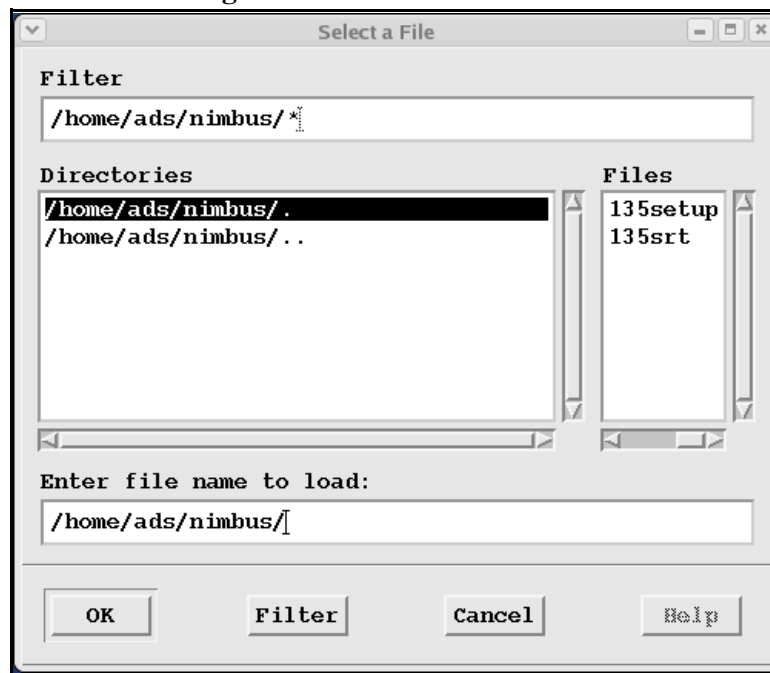 Select a File
Filter
/home/ads/nimbus/*
Directories
Files
/home/ads/nimbus/.
/home/ads/nimbus/..
135setup
135srt
Enter file name to load:
/home/ads/nimbus/
OK
Filter
Cancel
Help